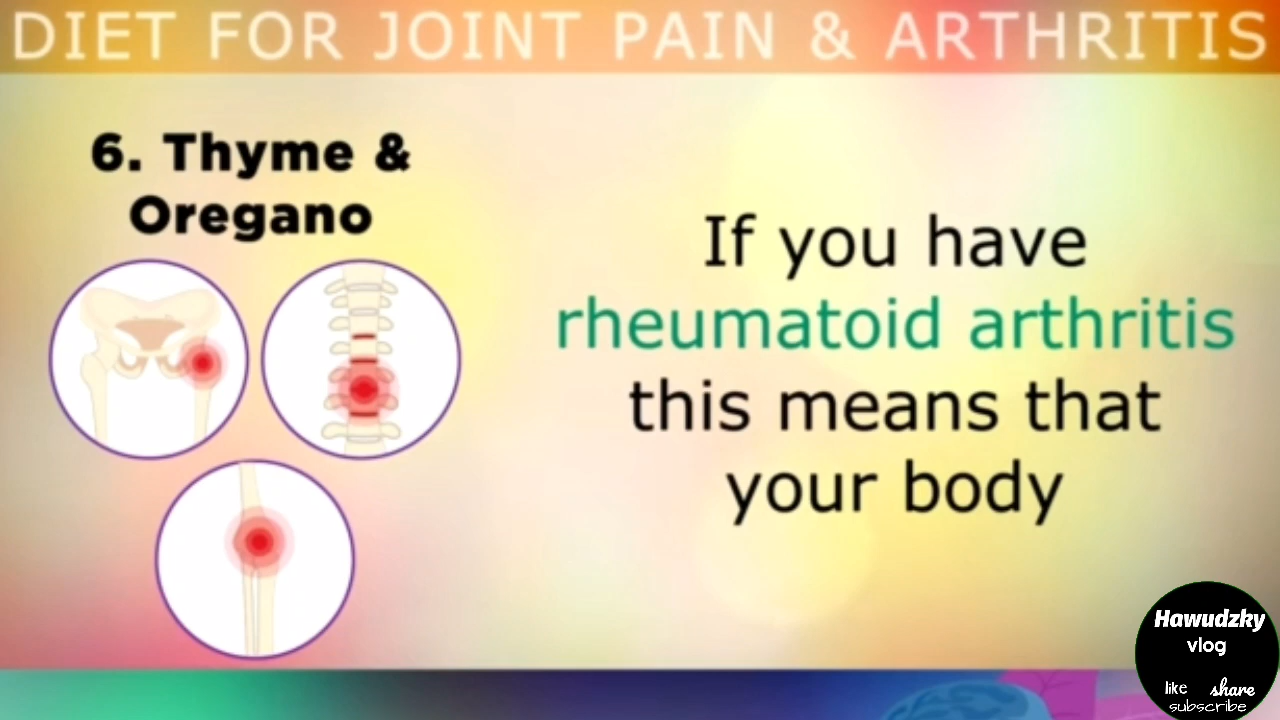 DIET FOR JOINT PAIN & ARTHRITIS
6. Thyme &
Oregano
If you have
rheumatoid arthritis
this means that
your body
Hawudzky
vlog
like share
subscribe